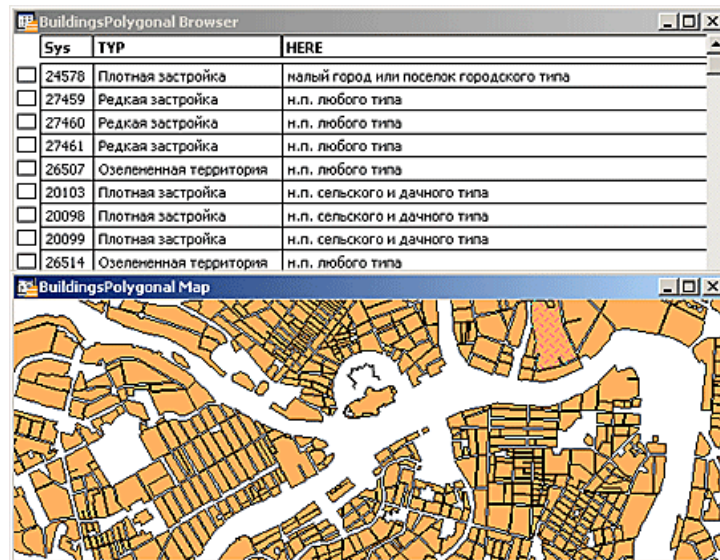 BuildingsPolygonal Browser
Sys TYP HERE
24578 Плотная застройка малый город или поселок городского типа
27459 Редкая застройка н.п. любого типа
27460 Редкая застройка н.п. любого типа
27461 Редкая застройка н.п. любого типа
26507 Озелененная территория н.п. любого типа
20103 Плотная застройка н.п. сельского и дачного типа
20098 Плотная застройка н.п. сельского и дачного типа
20099 Плотная застройка н.п. сельского и дачного типа
26514 Озелененная территория н.п. любого типа
BuildingsPolygonal Map